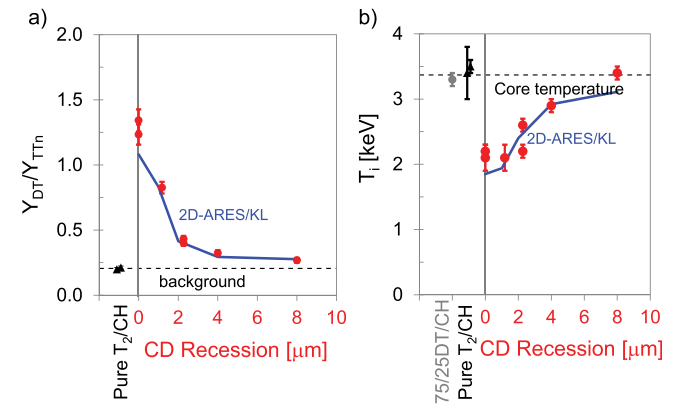 a)
Y_DT/Y_TTn
2.0
1.5
1.0
0.5
0.0
2D-ARES/KL
background
0 2 4 6 8 10
Pure T₂/CH
CD Recession [μm]
b)
T_i [keV]
4
3
2
1
0
Core temperature
2D-ARES/KL
0 2 4 6 8 10
75/25DT/CH
Pure T₂/CH
CD Recession [μm]